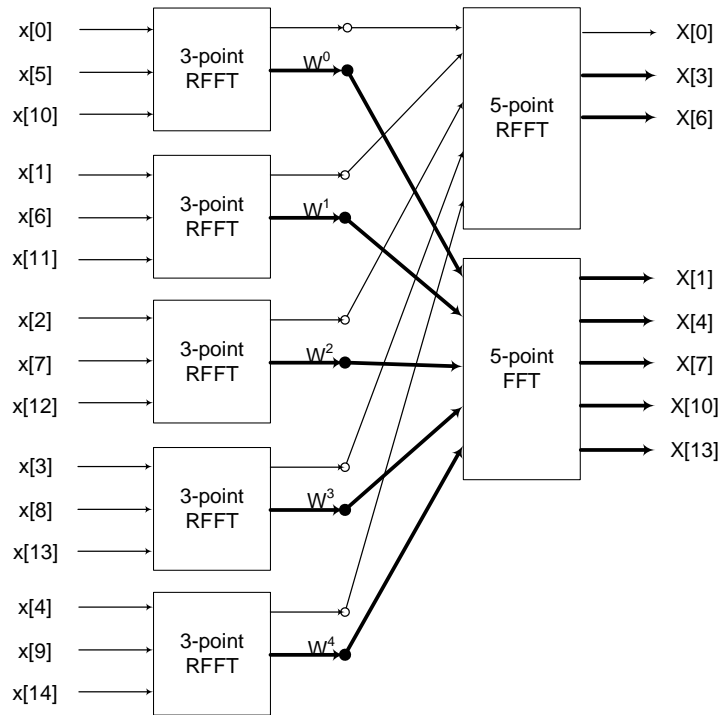 x[0]
x[5]
x[10]
3-point
RFFT
W⁰
x[1]
x[6]
x[11]
3-point
RFFT
W¹
x[2]
x[7]
x[12]
3-point
RFFT
W²
x[3]
x[8]
x[13]
3-point
RFFT
W³
x[4]
x[9]
x[14]
3-point
RFFT
W⁴
5-point
RFFT
X[0]
X[3]
X[6]
5-point
FFT
X[1]
X[4]
X[7]
X[10]
X[13]